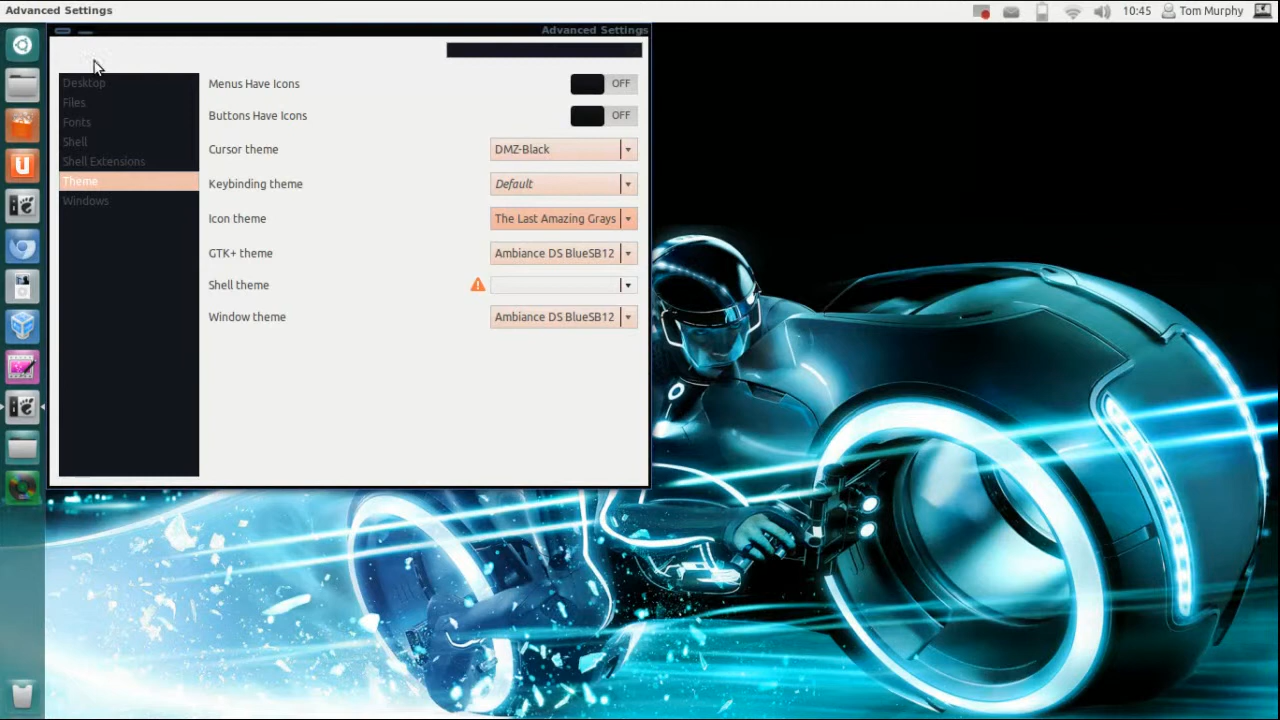 Advanced Settings
10:45 Tom Murphy
Advanced Settings
Desktop
Files
Fonts
Shell
Shell Extensions
Theme
Windows
Menus Have Icons OFF
Buttons Have Icons OFF
Cursor theme DMZ-Black
Keybinding theme Default
Icon theme The Last Amazing Grays
GTK+ theme Ambiance DS BlueSB12
Shell theme
Window theme Ambiance DS BlueSB12